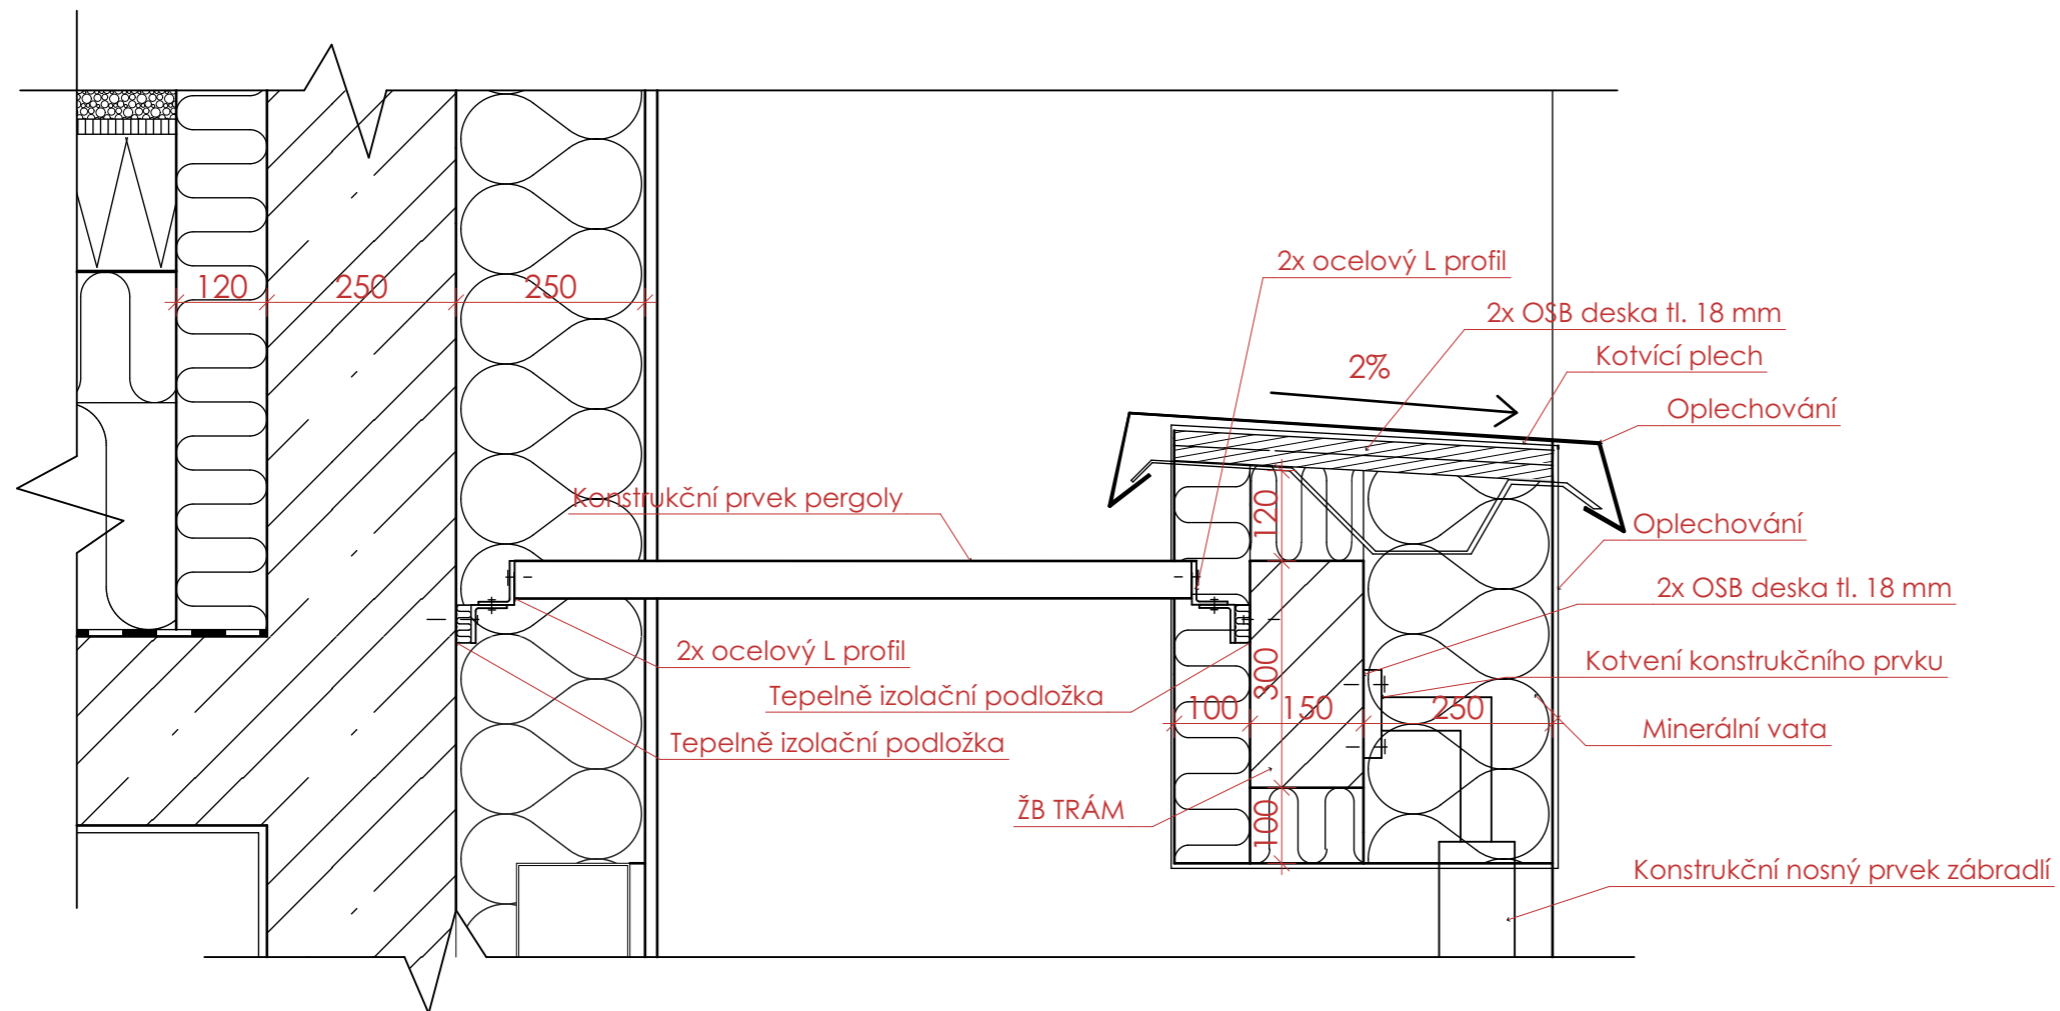 2x ocelový L profil
120
250
250
2x OSB deska tl. 18 mm
2%
Kotvící plech
Oplechování
Konstrukční prvek pergoly
120
Oplechování
2x OSB deska tl. 18 mm
2x ocelový L profil
Kotvení konstrukčního prvku
Tepelně izolační podložka
300
100
150
250
Minerální vata
Tepelně izolační podložka
ŽB TRÁM
100
Konstrukční nosný prvek zábradlí